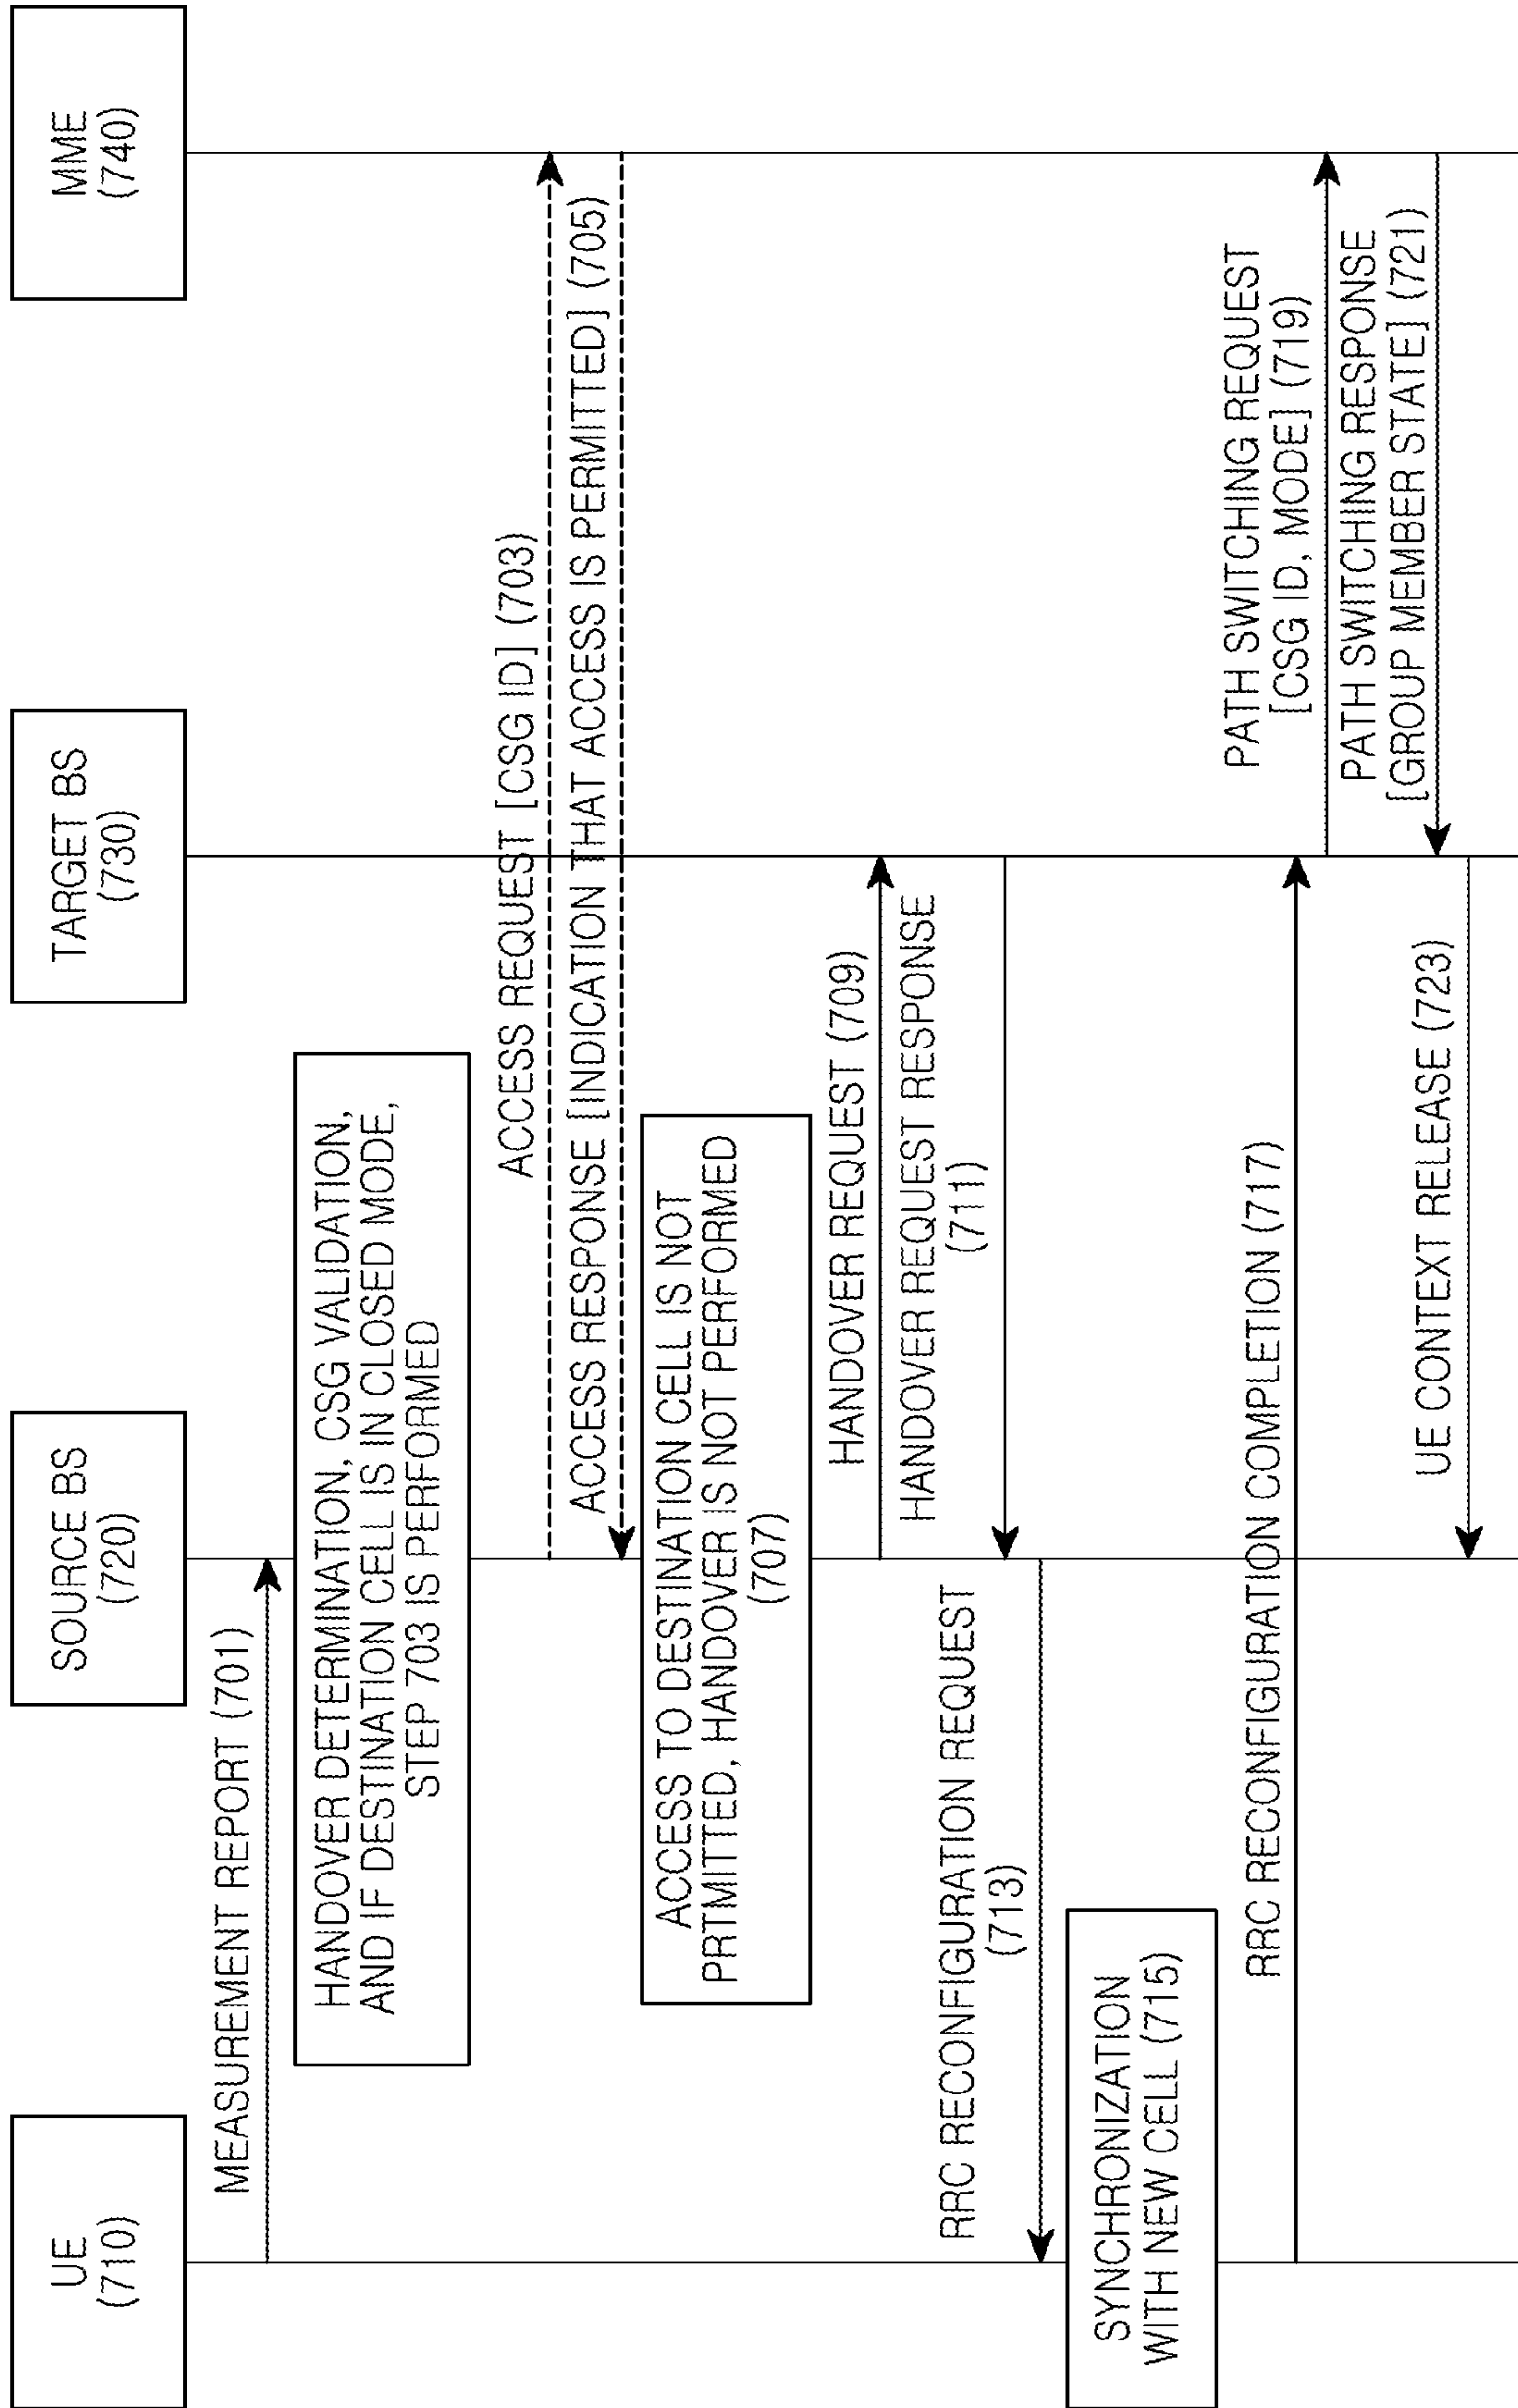 UE
(710)
SOURCE BS
(720)
TARGET BS
(730)
MME
(740)
MEASUREMENT REPORT (701)
HANDOVER DETERMINATION, CSG VALIDATION,
AND IF DESTINATION CELL IS IN CLOSED MODE,
STEP 703 IS PERFORMED
ACCESS REQUEST [CSG ID] (703)
ACCESS RESPONSE [INDICATION THAT ACCESS IS PERMITTED] (705)
ACCESS TO DESTINATION CELL IS NOT
PRTMITTED, HANDOVER IS NOT PERFORMED
(707)
HANDOVER REQUEST (709)
HANDOVER REQUEST RESPONSE
(711)
RRC RECONFIGURATION REQUEST
(713)
SYNCHRONIZATION
WITH NEW CELL (715)
RRC RECONFIGURATION COMPLETION (717)
PATH SWITCHING REQUEST
[CSG ID, MODE] (719)
PATH SWITCHING RESPONSE
[GROUP MEMBER STATE] (721)
UE CONTEXT RELEASE (723)